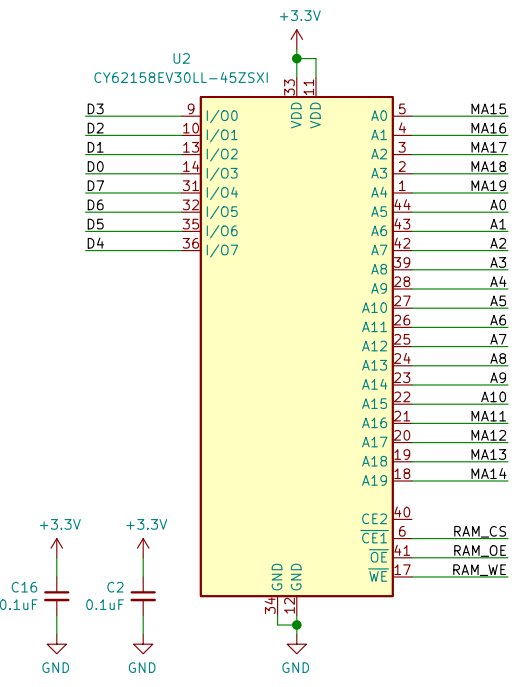 +3.3V
U2
CY62158EV30LL-45ZSXI
33 11
VDD VDD
D3 9 I/O0 A0 5 MA15
D2 10 I/O1 A1 4 MA16
D1 13 I/O2 A2 3 MA17
D0 14 I/O3 A3 2 MA18
D7 31 I/O4 A4 1 MA19
D6 32 I/O5 A5 44 A0
D5 35 I/O6 A6 43 A1
D4 36 I/O7 A7 42 A2
A8 39 A3
A9 28 A4
A10 27 A5
A11 26 A6
A12 25 A7
A13 24 A8
A14 23 A9
A15 22 A10
A16 21 MA11
A17 20 MA12
A18 19 MA13
A19 18 MA14
CE2 40
CE1 6 RAM_CS
OE 41 RAM_OE
WE 17 RAM_WE
GND GND
34 12
GND
+3.3V
C16
0.1uF
GND
+3.3V
C2
0.1uF
GND